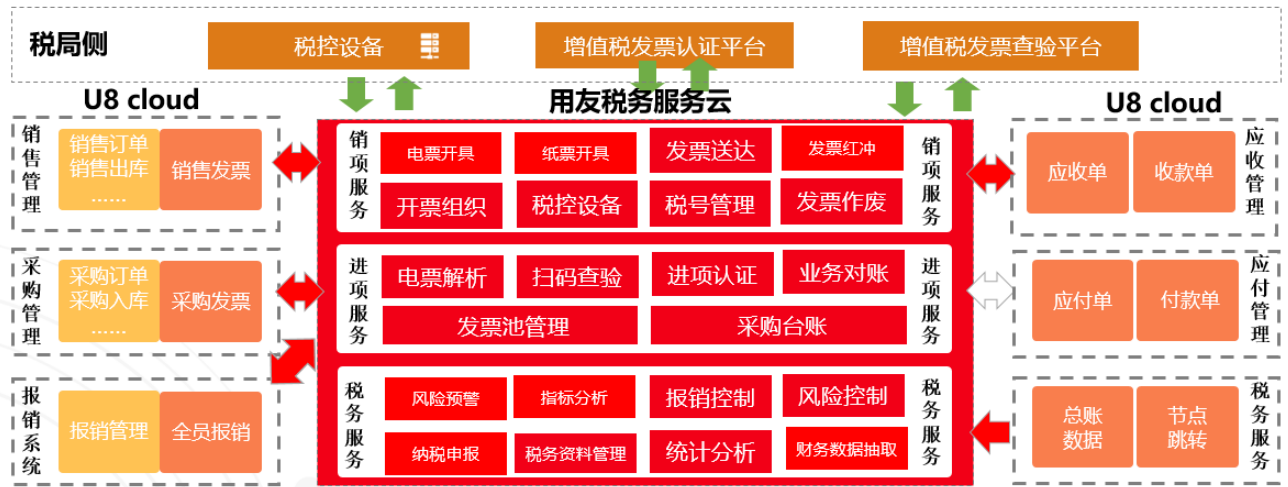 税局侧
税控设备
增值税发票认证平台
增值税发票查验平台
U8 cloud
用友税务服务云
U8 cloud
销售管理
销售订单
销售出库
……
销售发票
采购管理
采购订单
采购入库
……
采购发票
报销系统
报销管理
全员报销
销项服务
电票开具
纸票开具
发票送达
发票红冲
开票组织
税控设备
税号管理
发票作废
销项服务
进项服务
电票解析
扫码查验
进项认证
业务对账
发票池管理
采购台账
进项服务
税务服务
风险预警
指标分析
报销控制
风险控制
纳税申报
税务资料管理
统计分析
财务数据抽取
税务服务
应收单
收款单
应收管理
应付单
付款单
应付管理
总账
数据
节点
跳转
税务服务